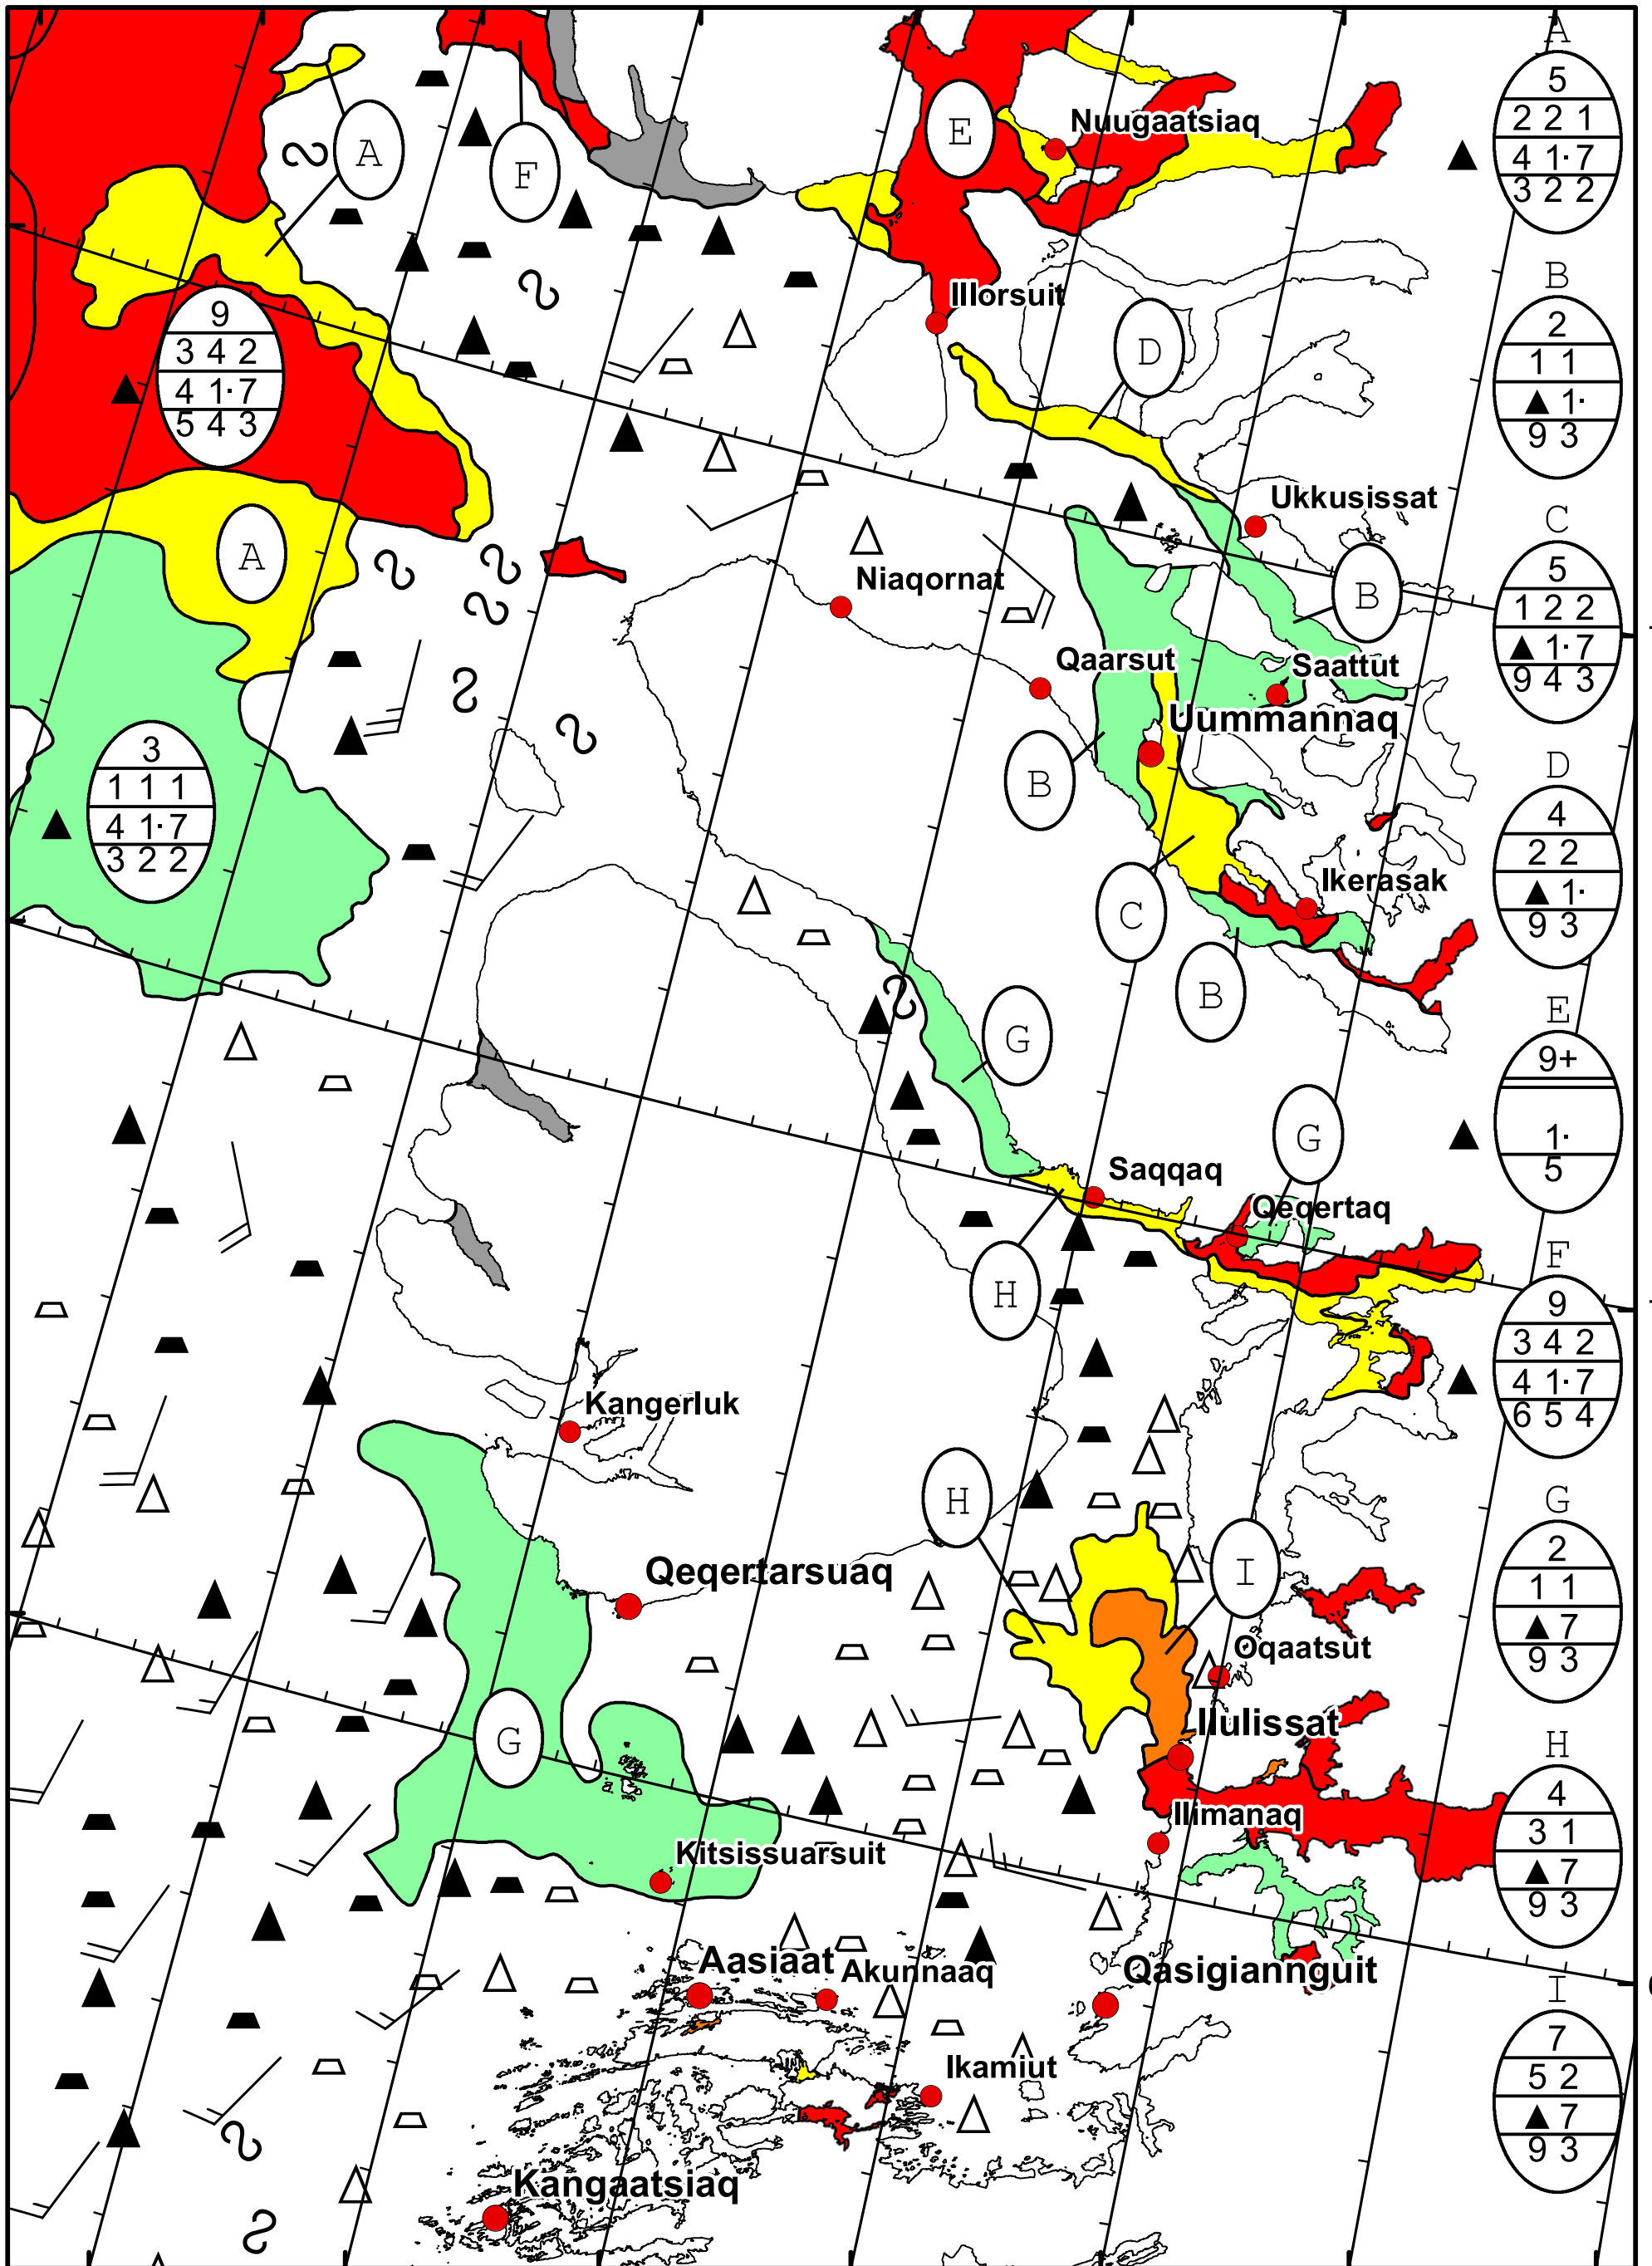 A
5
2 2 1
4 1· 7
3 2 2
A
F
E
Nuugaatsiaq
B
2
1 1
▲ 1·
9 3
Illorsuit
9
3 4 2
4 1· 7
5 4 3
D
Ukkusissat
C
5
1 2 2
▲ 1· 7
9 4 3
A
Niaqornat
B
Qaarsut
Saattut
Uummannaq
3
1 1 1
4 1· 7
3 2 2
B
D
4
2 2
▲ 1·
9 3
C
Ikerasak
B
G
E
9+
1·
5
G
Saqqaq
Qeqertaq
H
F
9
3 4 2
4 1· 7
6 5 4
Kangerluk
H
G
2
1 1
▲ 7
9 3
I
Qeqertarsuaq
Oqaatsut
G
Ilulissat
H
4
3 1
▲ 7
9 3
Ilimanaq
Kitsissuarsuit
Aasiaat
Akunnaaq
Qasigiannguit
I
7
5 2
▲ 7
9 3
Ikamiut
Kangaatsiaq